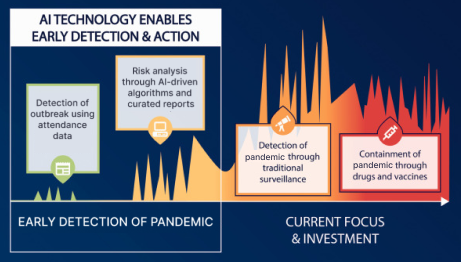 AI TECHNOLOGY ENABLES
EARLY DETECTION & ACTION
Detection of
outbreak using
attendance
data
Risk analysis
through AI-driven
algorithms and
curated reports
Detection of
pandemic through
traditional
surveillance
Containment of
pandemic through
drugs and vaccines
EARLY DETECTION OF PANDEMIC
CURRENT FOCUS
& INVESTMENT